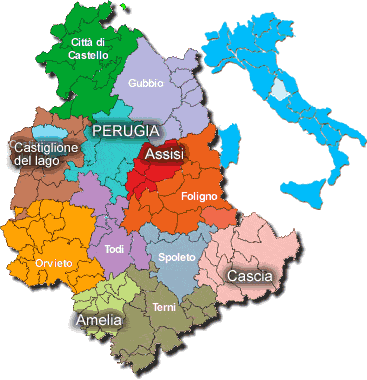 Città di
Castello
Gubbio
PERUGIA
Castiglione
del lago
Assisi
Foligno
Todi
Orvieto
Spoleto
Cascia
Amelia
Terni